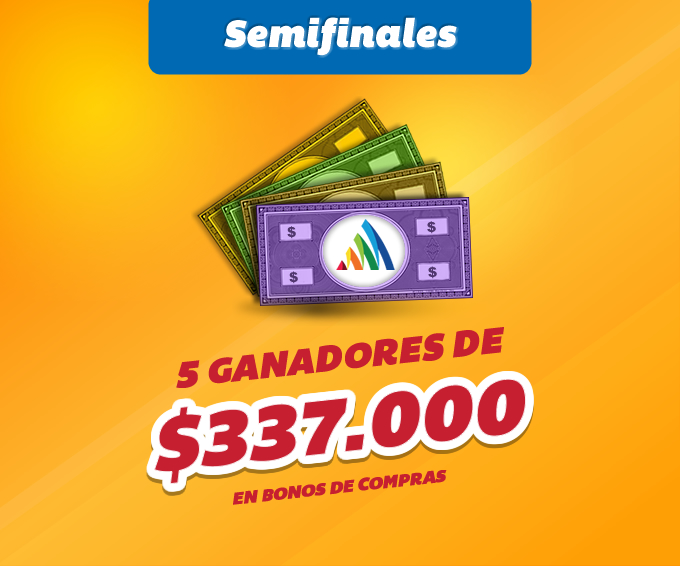 Semifinales
$ $
$ $
5 GANADORES DE
$337.000
EN BONOS DE COMPRAS